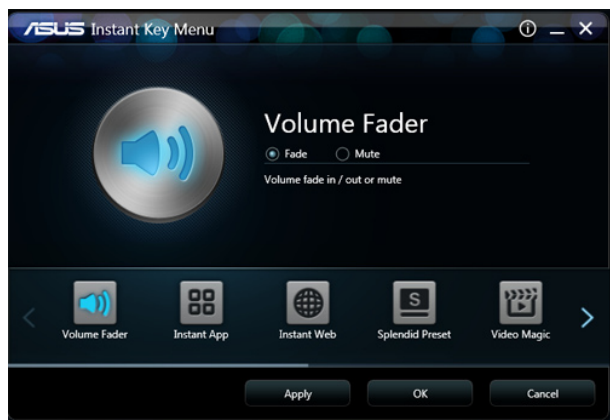 ASUS Instant Key Menu
Volume Fader
Fade Mute
Volume fade in / out or mute
Volume Fader Instant App Instant Web Splendid Preset Video Magic
S
Apply OK Cancel